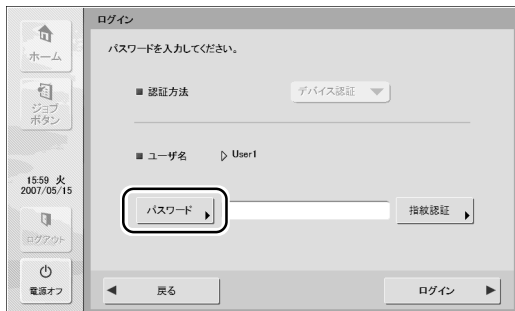 ログイン
ホーム
パスワードを入力してください。
■ 認証方法
デバイス認証
ジョブ
ボタン
■ ユーザ名
User1
15:59 火
2007/05/15
パスワード
指紋認証
ログアウト
電源オフ
戻る
ログイン